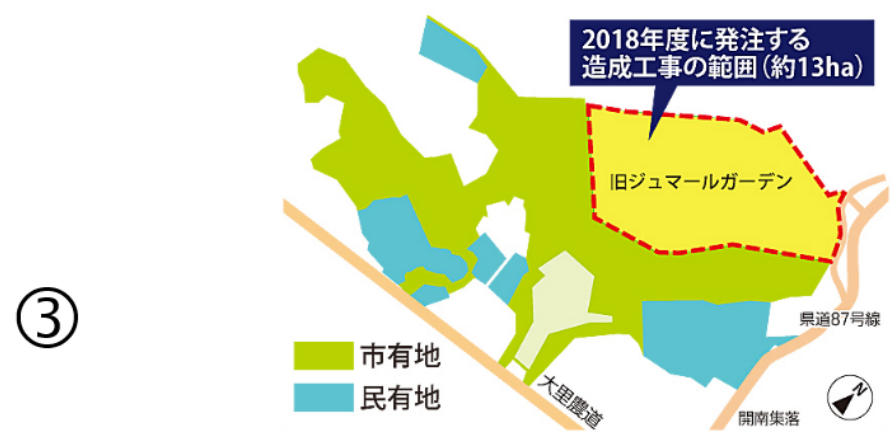 2018年度に発注する
造成工事の範囲(約13ha)
旧ジュマールガーデン
③
県道87号線
市有地
民有地
大里農道
開南集落
N